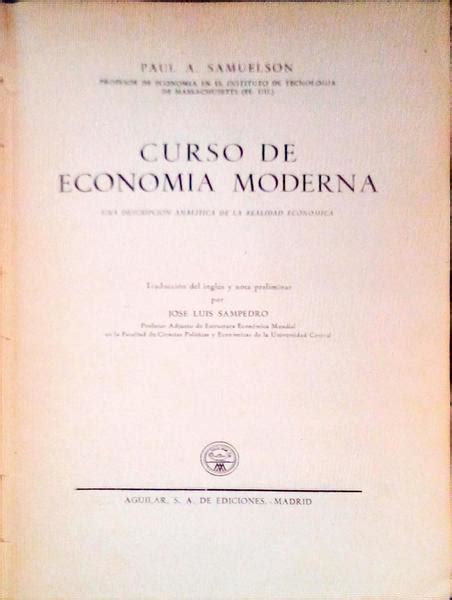 PAUL A. SAMUELSON
PROFESOR DE ECONOMIA EN EL INSTITUTO DE TECNOLOGIA
DE MASSACHUSETTS (EE. UU.)
CURSO DE
ECONOMIA MODERNA
UNA DESCRIPCION ANALITICA DE LA REALIDAD ECONOMICA
Traducción del inglés y nota preliminar
por
JOSE LUIS SAMPEDRO
Profesor Adjunto de Estructura Económica Mundial
en la Facultad de Ciencias Políticas y Económicas de la Universidad Central
AGUILAR, S. A. DE EDICIONES.-MADRID